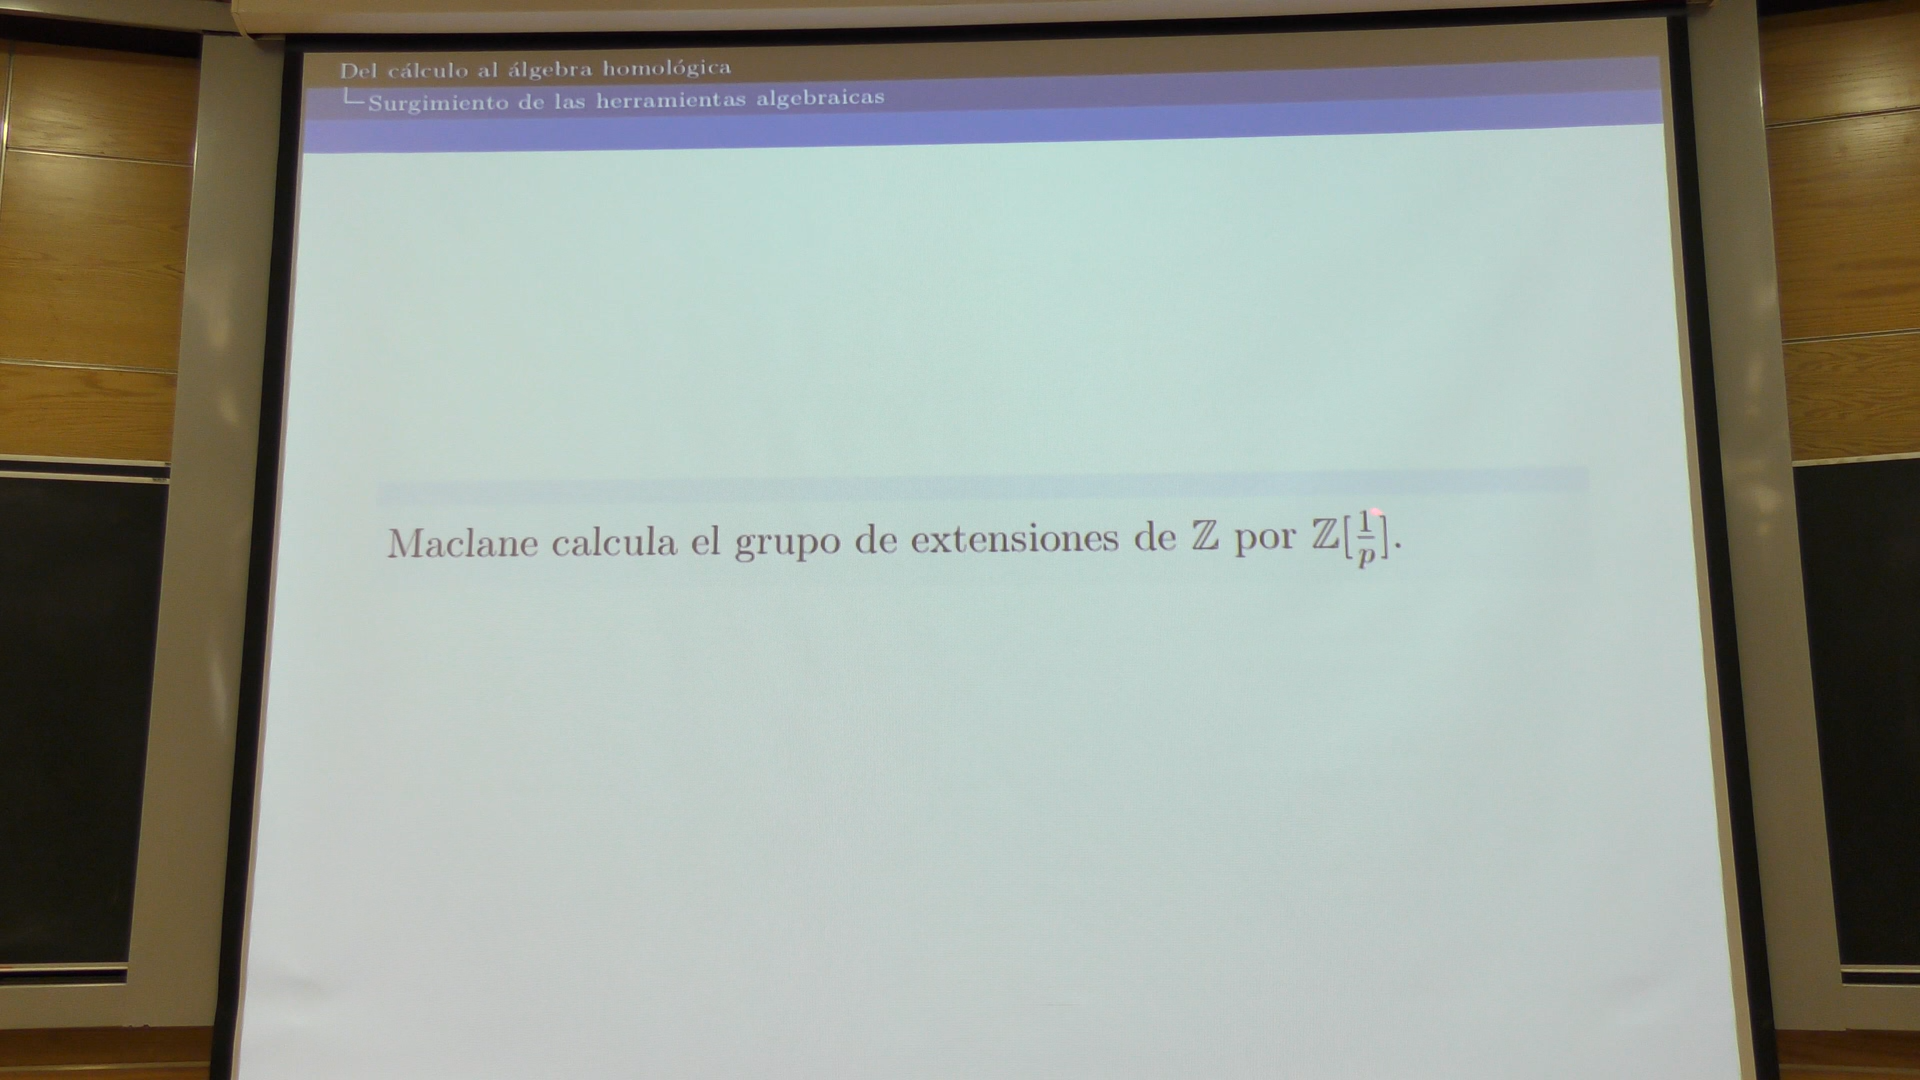 Del cálculo al álgebra homológica
Surgimiento de las herramientas algebraicas
Maclane calcula el grupo de extensiones de ℤ por ℤ[1/p].